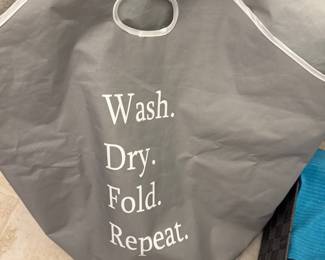 Wash.
Dry.
Fold.
Repeat.